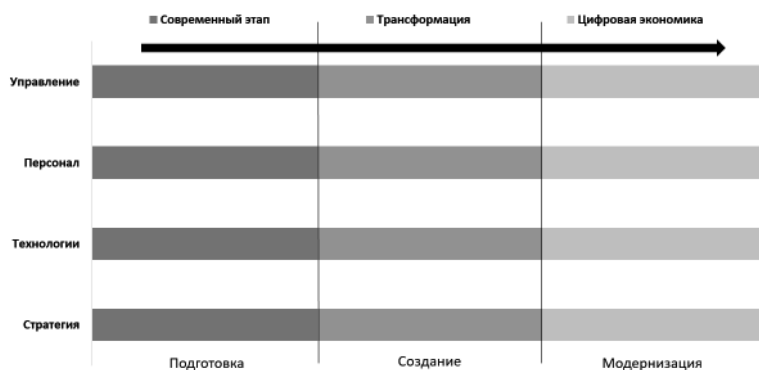 Современный этап
Трансформация
Цифровая экономика
Управление
Персонал
Технологии
Стратегия
Подготовка
Создание
Модернизация